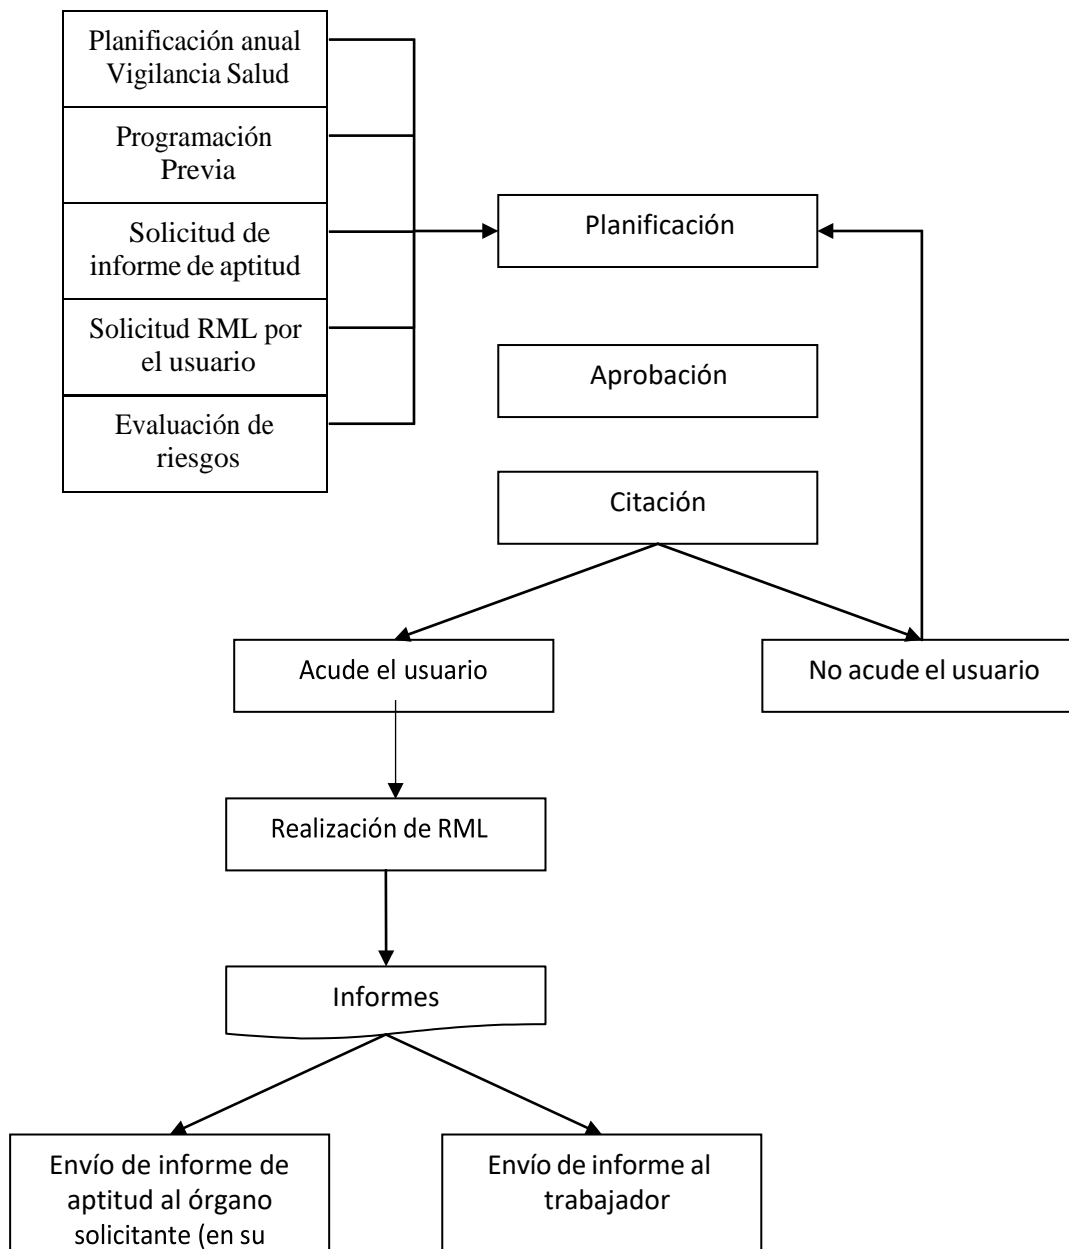 Planificación anual
Vigilancia Salud
Programación
Previa
Solicitud de
informe de aptitud
Solicitud RML por
el usuario
Evaluación de
riesgos
Planificación
Aprobación
Citación
Acude el usuario
No acude el usuario
Realización de RML
Informes
Envío de informe de
aptitud al órgano
solicitante (en su
Envío de informe al
trabajador